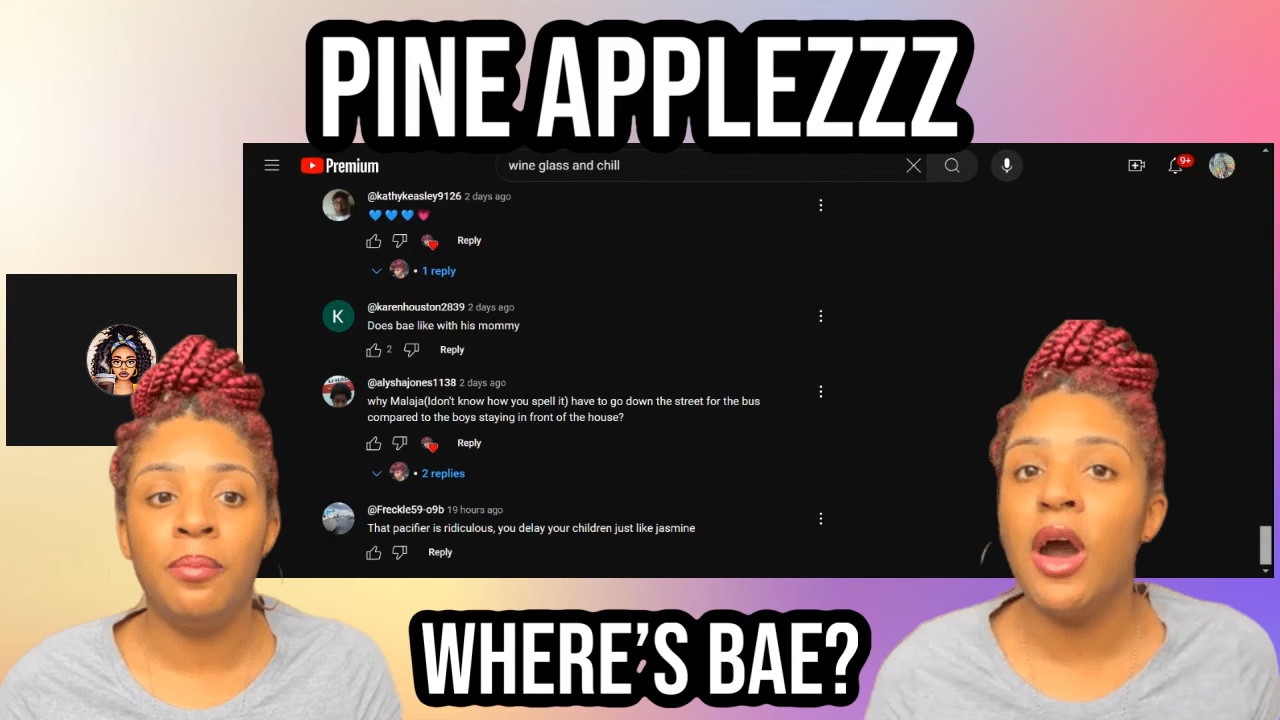 PINE APPLEZZZ
Premium
wine glass and chill
9+
@kathykeasley9126 2 days ago
💙💙💙💗
Reply
• 1 reply
K
@karenhouston2839 2 days ago
Does bae like with his mommy
2
Reply
@alyshajones1138 2 days ago
why Malaja(Idon't know how you spell it) have to go down the street for the bus
compared to the boys staying in front of the house?
Reply
• 2 replies
@Freckle59-o9b 19 hours ago
That pacifier is ridiculous, you delay your children just like jasmine
Reply
WHERE'S BAE?